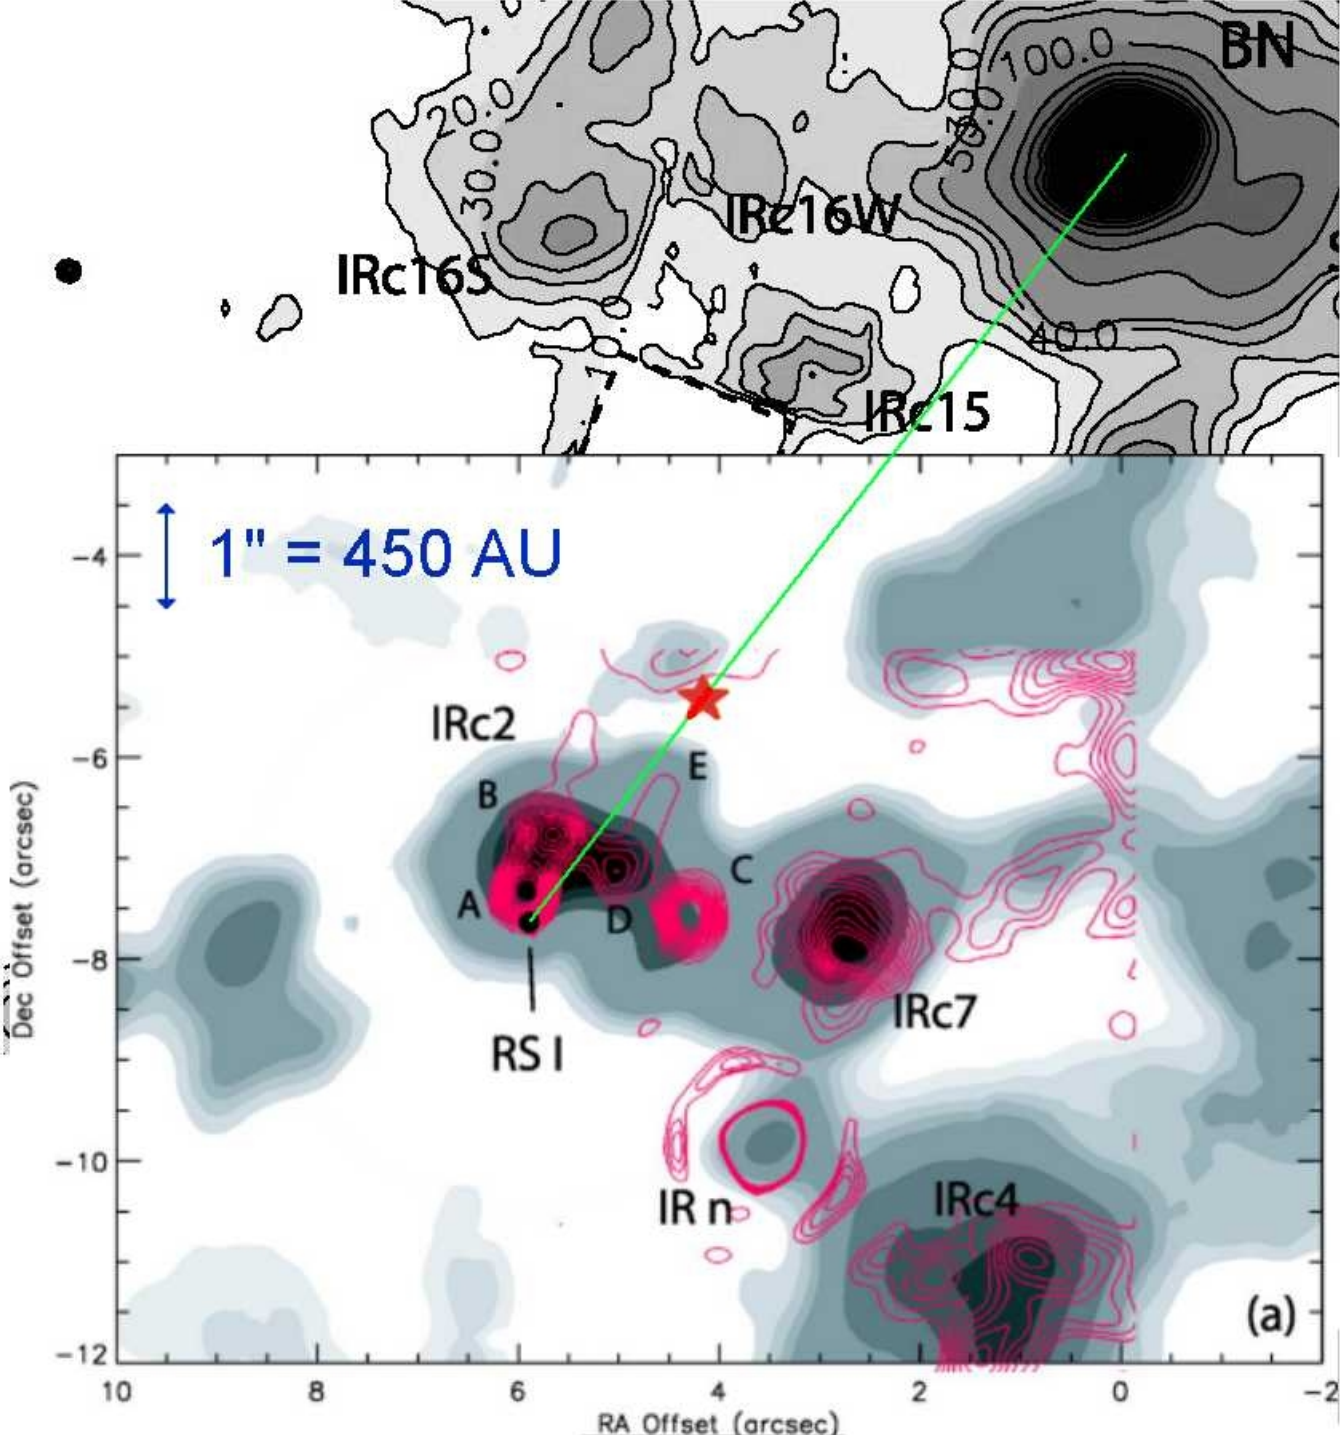 BN
100.0
20.0
50.0
30.0
IRc16W
IRc16S
40.0
IRc15
1" = 450 AU
-4
IRc2
-6
E
B
C
A
D
-8
IRc7
RS I
-10
IRc4
IR n
(a)
-12
10 8 6 4 2 0 -2
Dec Offset (arcsec)
RA Offset (arcsec)